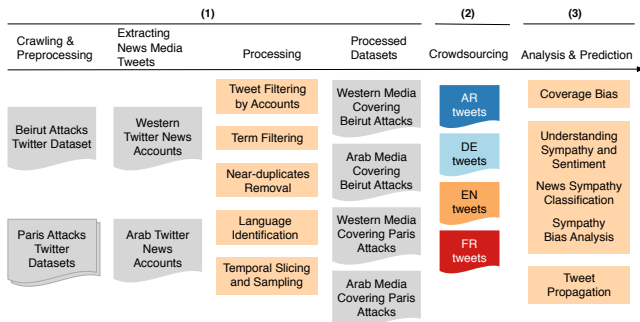 (1)
(2)
(3)
Crawling &
Preprocessing
Extracting
News Media
Tweets
Processing
Processed
Datasets
Crowdsourcing
Analysis & Prediction
Beirut Attacks
Twitter Dataset
Paris Attacks
Twitter
Datasets
Western
Twitter News
Accounts
Arab Twitter
News
Accounts
Tweet Filtering
by Accounts
Term Filtering
Near-duplicates
Removal
Language
Identification
Temporal Slicing
and Sampling
Western Media
Covering
Beirut Attacks
Arab Media
Covering
Beirut Attacks
Western Media
Covering Paris
Attacks
Arab Media
Covering Paris
Attacks
AR
tweets
DE
tweets
EN
tweets
FR
tweets
Coverage Bias
Understanding
Sympathy and
Sentiment
News Sympathy
Classification
Sympathy
Bias Analysis
Tweet
Propagation